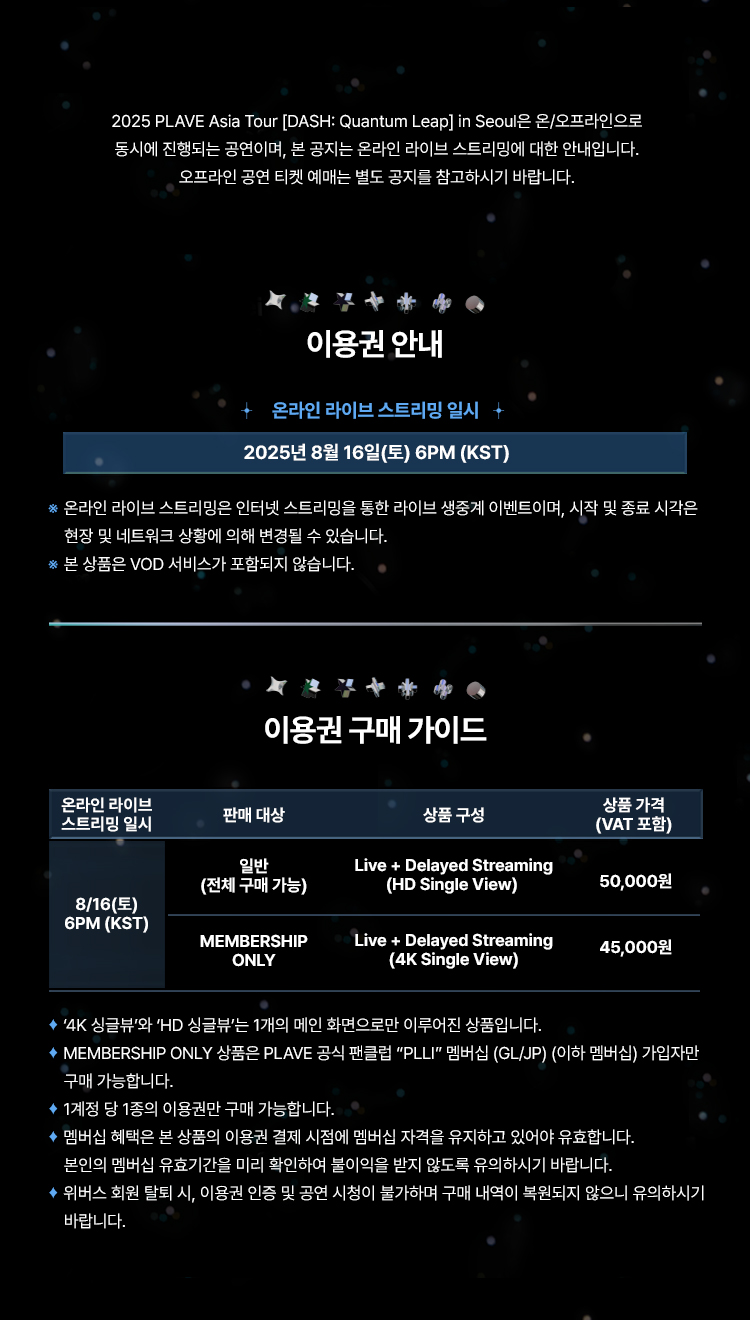 2025 PLAVE Asia Tour [DASH: Quantum Leap] in Seoul은 온/오프라인으로
동시에 진행되는 공연이며, 본 공지는 온라인 라이브 스트리밍에 대한 안내입니다.
오프라인 공연 티켓 예매는 별도 공지를 참고하시기 바랍니다.
이용권 안내
온라인 라이브 스트리밍 일시
2025년 8월 16일(토) 6PM (KST)
※ 온라인 라이브 스트리밍은 인터넷 스트리밍을 통한 라이브 생중계 이벤트이며, 시작 및 종료 시각은
현장 및 네트워크 상황에 의해 변경될 수 있습니다.
※ 본 상품은 VOD 서비스가 포함되지 않습니다.
이용권 구매 가이드
온라인 라이브
스트리밍 일시
판매 대상
상품 구성
상품 가격
(VAT 포함)
8/16(토)
6PM (KST)
일반
(전체 구매 가능)
Live + Delayed Streaming
(HD Single View)
50,000원
MEMBERSHIP
ONLY
Live + Delayed Streaming
(4K Single View)
45,000원
♦ ‘4K 싱글뷰’와 ‘HD 싱글뷰’는 1개의 메인 화면으로만 이루어진 상품입니다.
♦ MEMBERSHIP ONLY 상품은 PLAVE 공식 팬클럽 “PLLI” 멤버십 (GL/JP) (이하 멤버십) 가입자만
구매 가능합니다.
♦ 1계정 당 1종의 이용권만 구매 가능합니다.
♦ 멤버십 혜택은 본 상품의 이용권 결제 시점에 멤버십 자격을 유지하고 있어야 유효합니다.
본인의 멤버십 유효기간을 미리 확인하여 불이익을 받지 않도록 유의하시기 바랍니다.
♦ 위버스 회원 탈퇴 시, 이용권 인증 및 공연 시청이 불가하며 구매 내역이 복원되지 않으니 유의하시기
바랍니다.